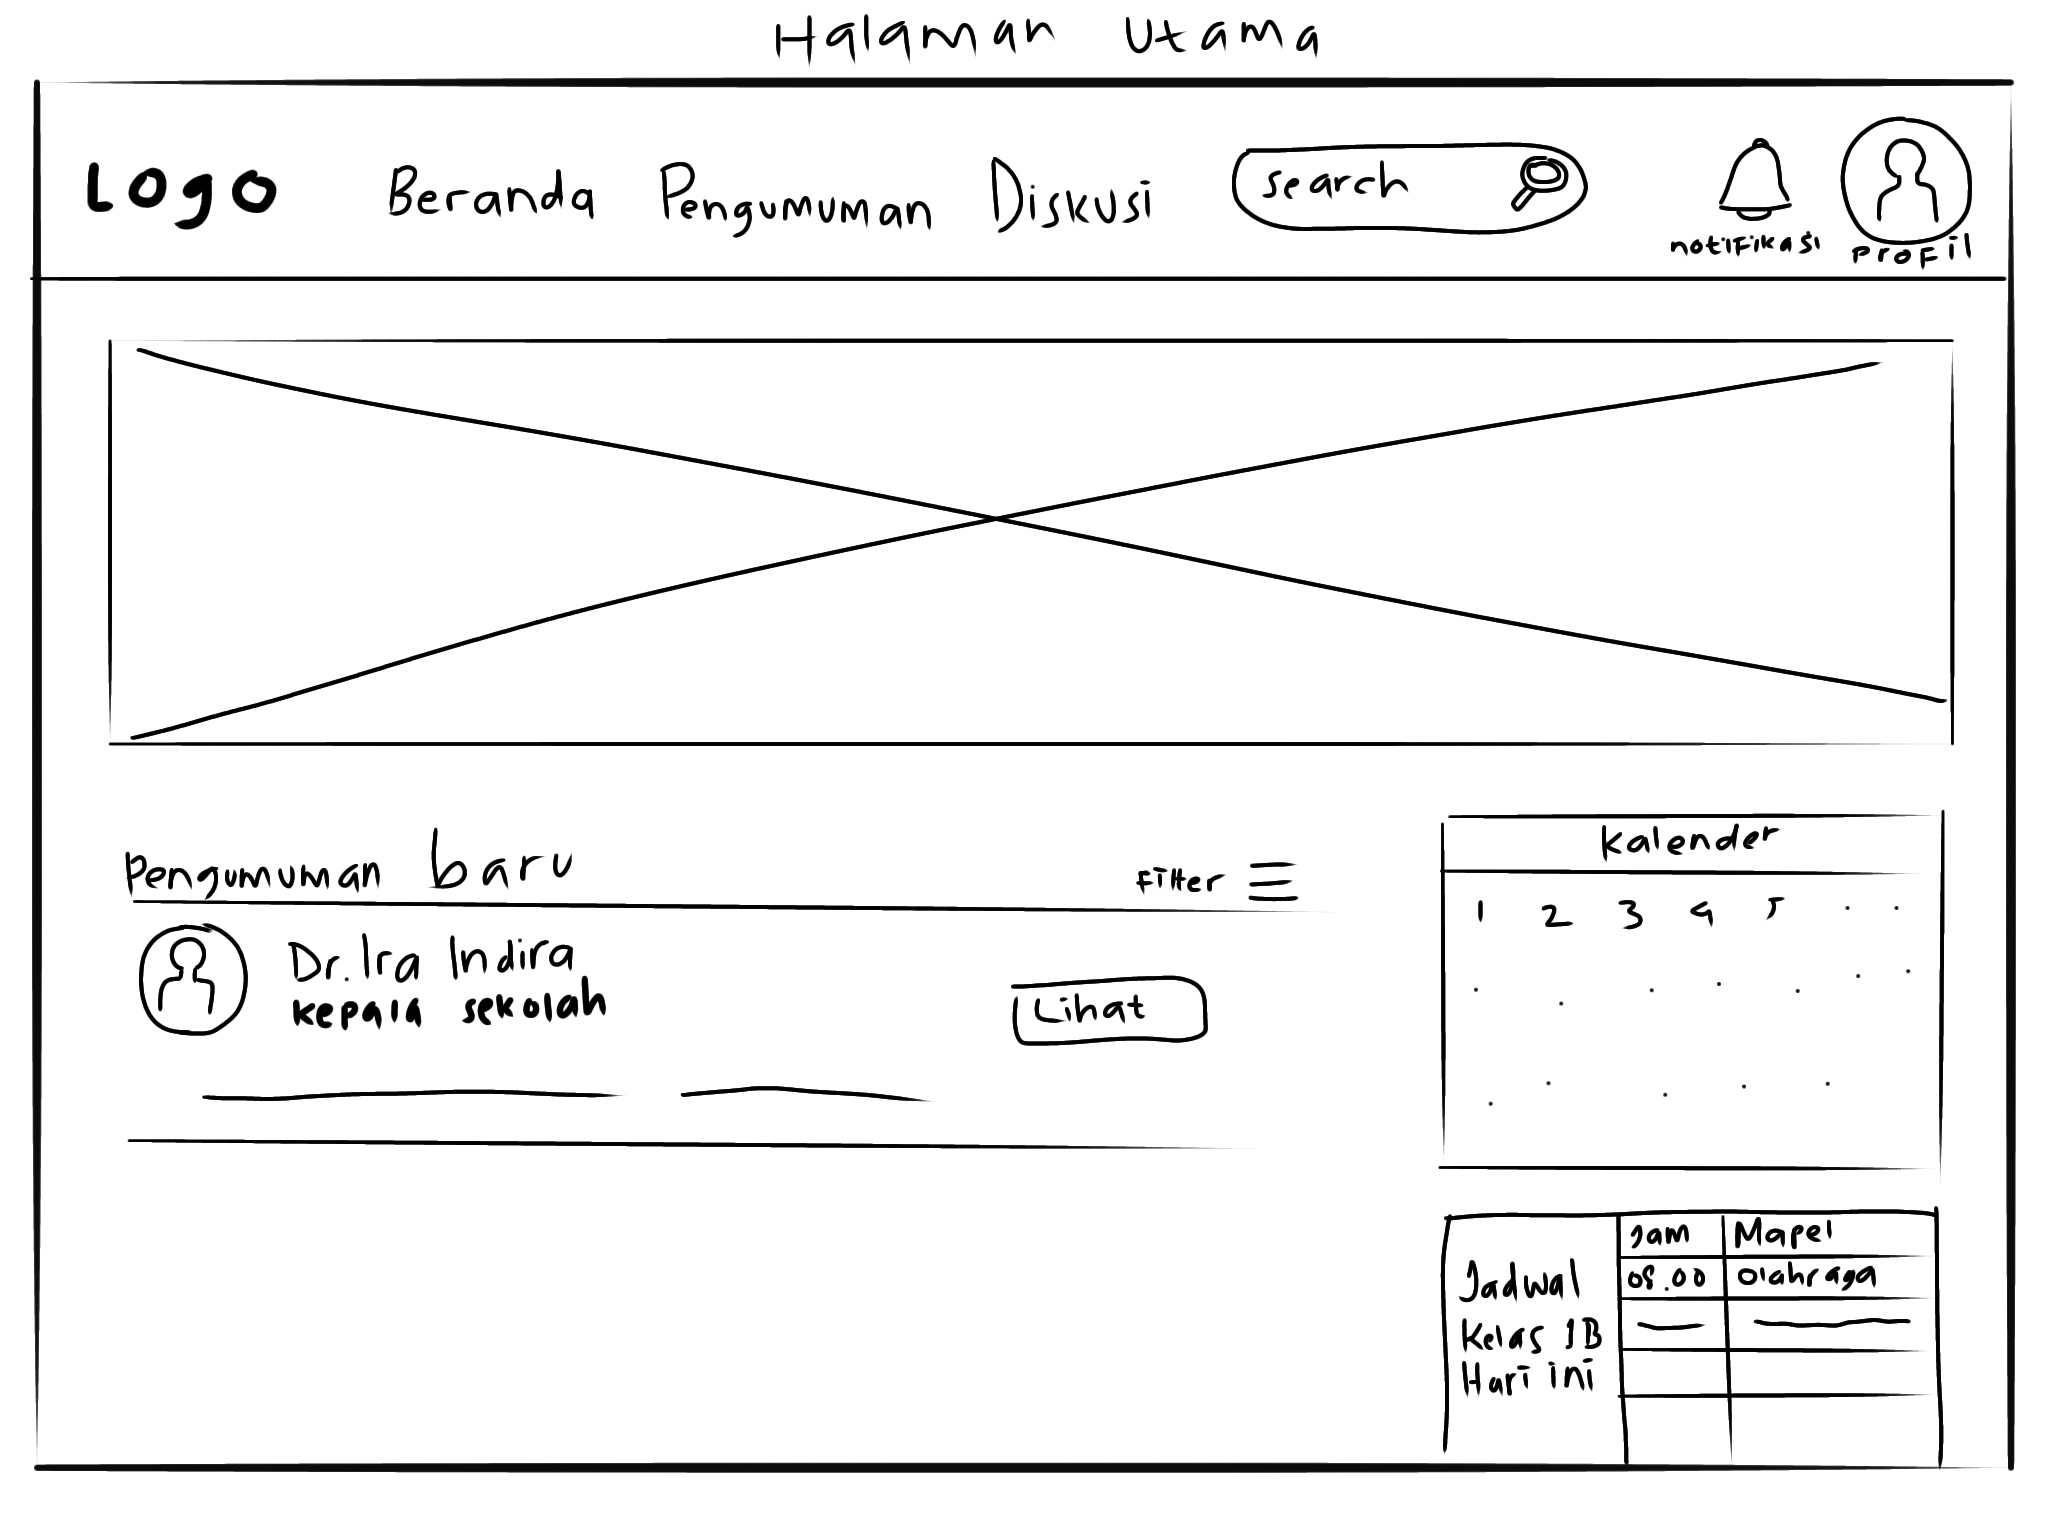 Halaman Utama
Logo Beranda Pengumuman Diskusi search
notifikasi profil
Pengumuman baru Filter
Kalender
1 2 3 4 5
Dr. Ira Indira
kepala sekolah
Lihat
Jam Mapel
08.00 Olahraga
Jadwal
Kelas 1B
Hari ini